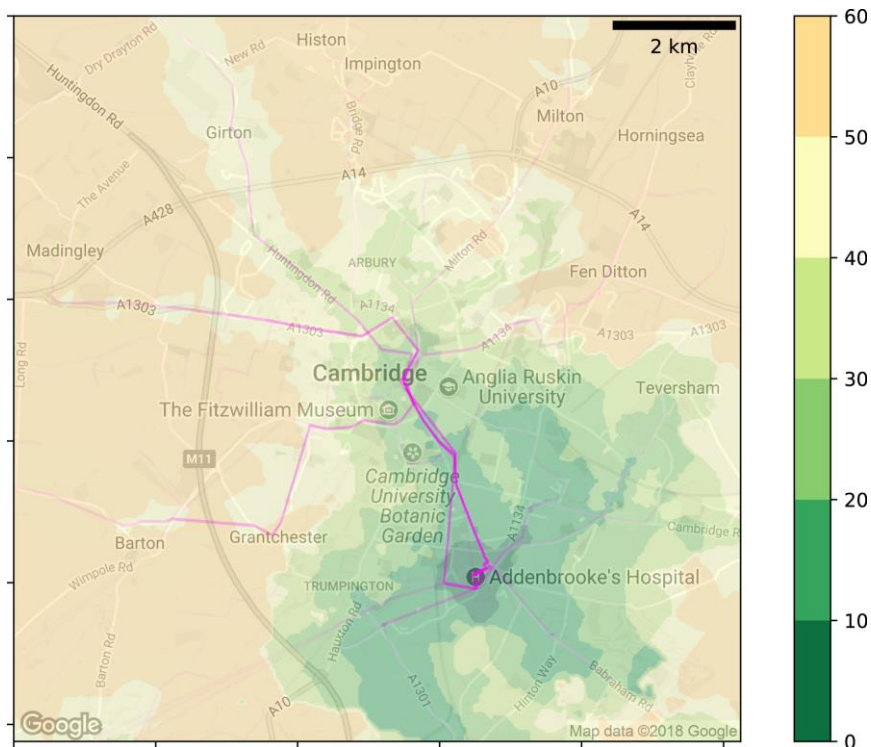 60
50
40
30
20
10
0
2 km
Histon
Impington
New Rd
Dry Drayton Rd
Huntingdon Rd
Girton
Bridge Rd
A10
Milton
Horningsea
Clayhithe Rd
The Avenue
A14
A428
A14
Madingley
ARBURY
Milton Rd
Huntingdon Rd
Fen Ditton
A1303
A1134
A1303
A1134
A1303
A1303
Long Rd
Cambridge
Anglia Ruskin
University
Teversham
The Fitzwilliam Museum
M11
Cambridge
University
Botanic
Garden
A1134
Cambridge R
Barton
Grantchester
Wimpole Rd
H
Addenbrooke's Hospital
TRUMPINGTON
Hauxton Rd
Barton Rd
A10
A1301
Hinton Way
Babraham Rd
Google
Map data ©2018 Google